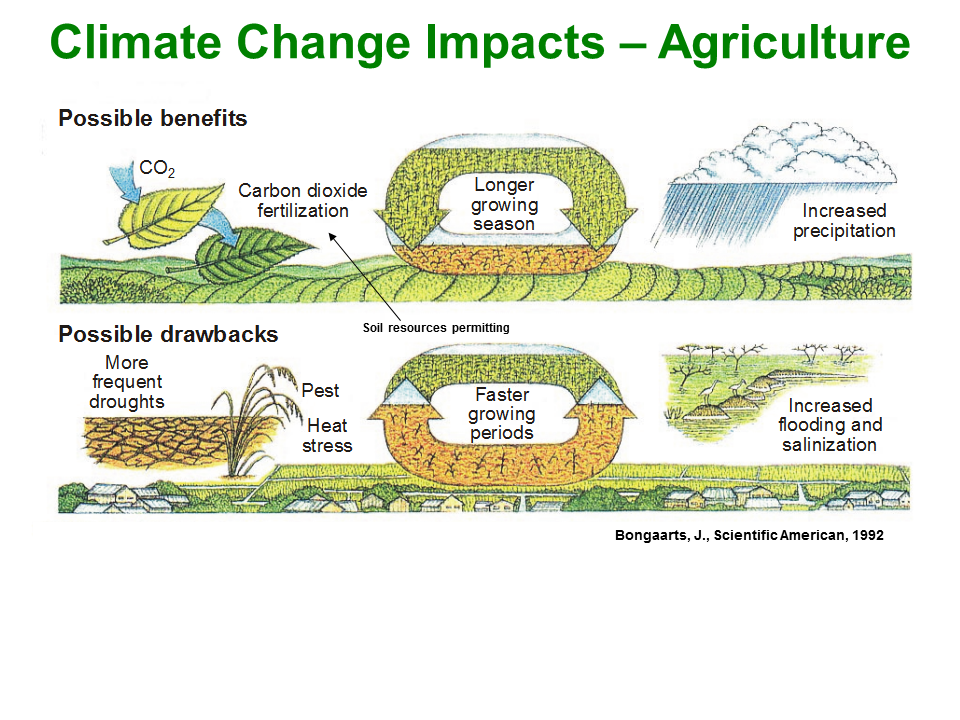 Climate Change Impacts – Agriculture
Possible benefits
CO₂
Carbon dioxide
fertilization
Longer
growing
season
Increased
precipitation
Soil resources permitting
Possible drawbacks
More
frequent
droughts
Pest
Heat
stress
Faster
growing
periods
Increased
flooding and
salinization
Bongaarts, J., Scientific American, 1992